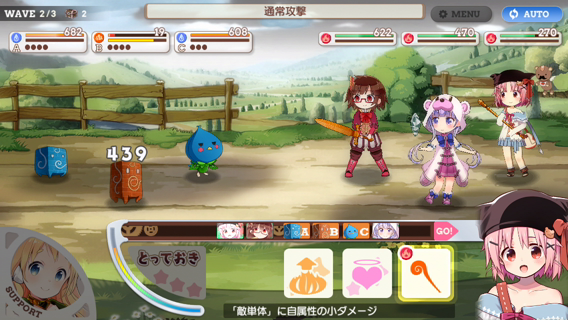 WAVE 2/3 2
通常攻撃
MENU
AUTO
682
A
19
B
608
C
622
470
270
439
A B C GO!
とっておき
SUPPORT
「敵単体」に自属性の小ダメージ